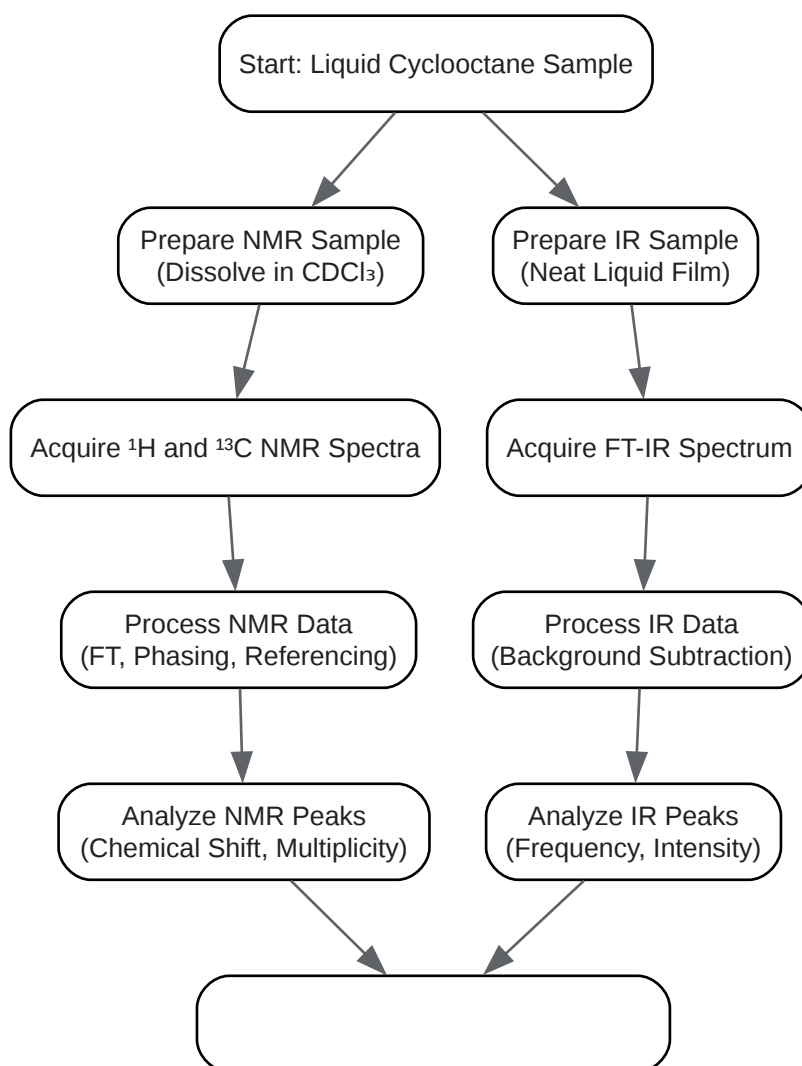 Start: Liquid Cyclooctane Sample
Prepare NMR Sample
(Dissolve in CDCl₃)
Prepare IR Sample
(Neat Liquid Film)
Acquire ¹H and ¹³C NMR Spectra
Acquire FT-IR Spectrum
Process NMR Data
(FT, Phasing, Referencing)
Process IR Data
(Background Subtraction)
Analyze NMR Peaks
(Chemical Shift, Multiplicity)
Analyze IR Peaks
(Frequency, Intensity)